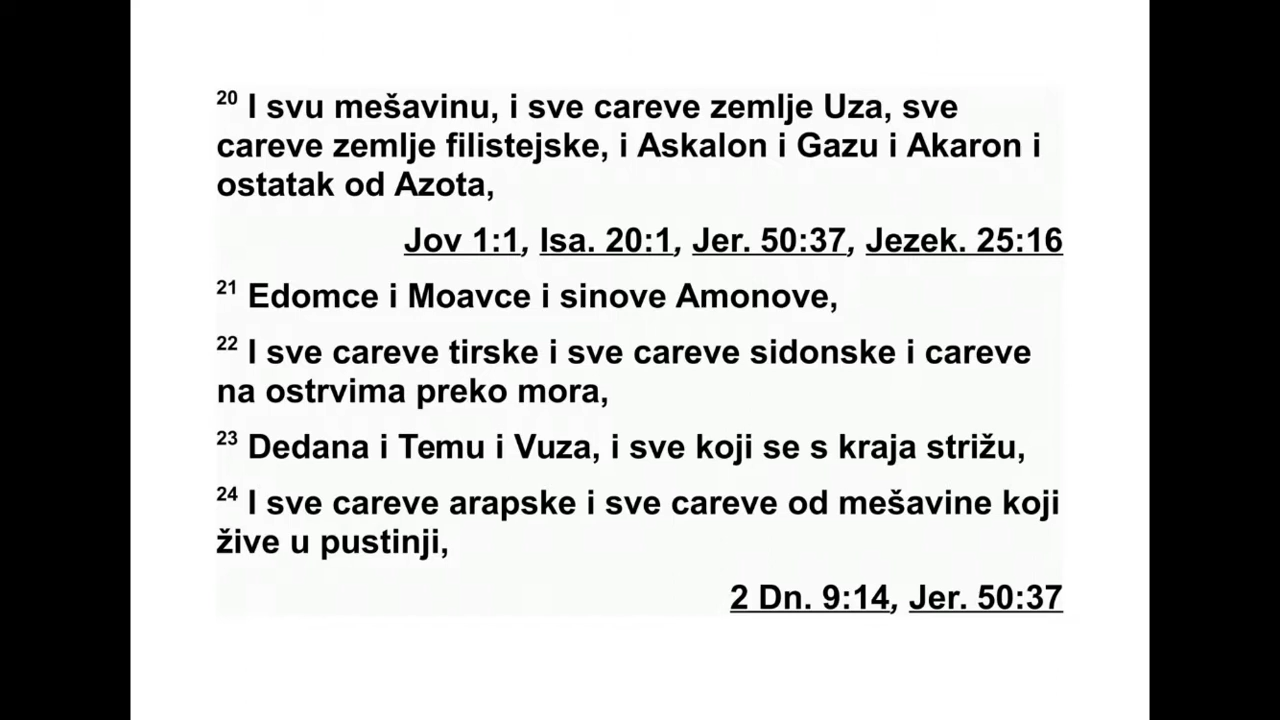 20 I svu mešavinu, i sve careve zemlje Uza, sve
careve zemlje filistejske, i Askalon i Gazu i Akaron i
ostatak od Azota,
Jov 1:1, Isa. 20:1, Jer. 50:37, Jezek. 25:16
21 Edomce i Moavce i sinove Amonove,
22 I sve careve tirske i sve careve sidonske i careve
na ostrvima preko mora,
23 Dedana i Temu i Vuza, i sve koji se s kraja strižu,
24 I sve careve arapske i sve careve od mešavine koji
žive u pustinji,
2 Dn. 9:14, Jer. 50:37